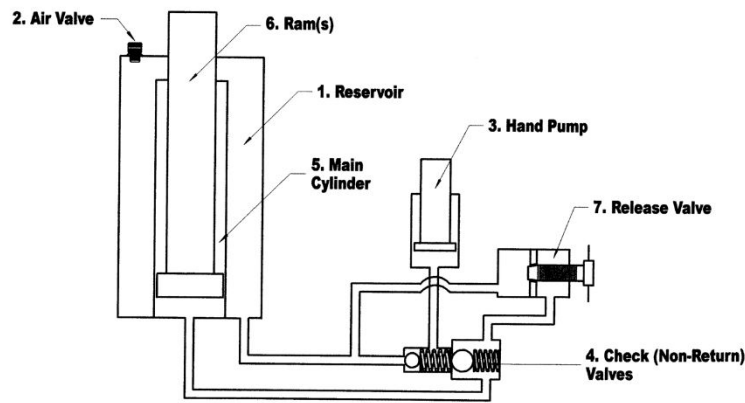 2. Air Valve
6. Ram(s)
1. Reservoir
3. Hand Pump
5. Main
Cylinder
7. Release Valve
4. Check (Non-Return)
Valves